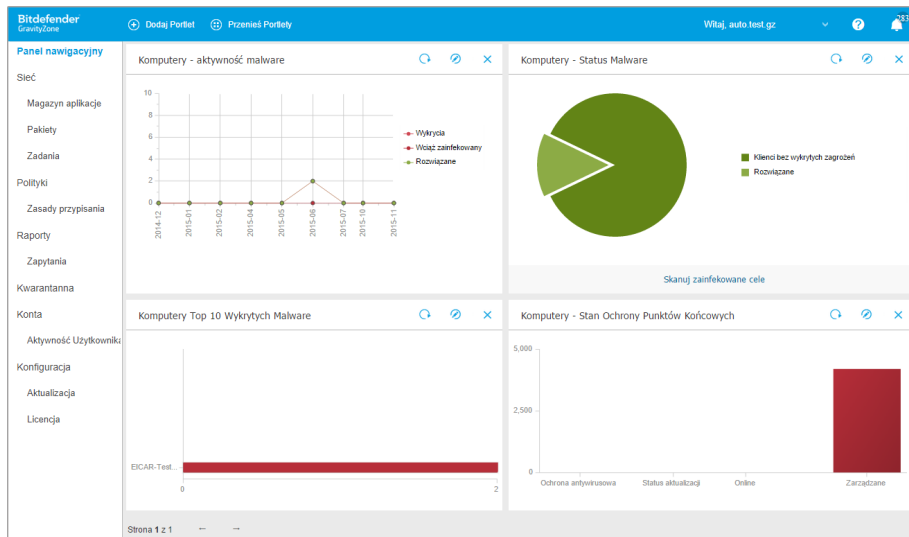 Bitdefender
GravityZone
Dodaj Portlet
Przenieś Portlety
Witaj, auto.test.gz
283
Panel nawigacyjny
Sieć
Magazyn aplikacje
Pakiety
Zadania
Polityki
Zasady przypisania
Raporty
Zapytania
Kwarantanna
Konta
Aktywność Użytkownika
Konfiguracja
Aktualizacja
Licencja
Komputery - aktywność malware
10
8
6
4
2
0
2014-12
2015-01
2015-02
2015-04
2015-05
2015-06
2015-07
2015-10
2015-11
Wykrycia
Wciąż zainfekowany
Rozwiązane
Komputery - Status Malware
Klienci bez wykrytych zagrożeń
Rozwiązane
Skanuj zainfekowane cele
Komputery Top 10 Wykrytych Malware
EICAR-Test...
0
2
Komputery - Stan Ochrony Punktów Końcowych
5,000
2,500
0
Ochrona antywirusowa
Status aktualizacji
Online
Zarządzane
Strona 1 z 1